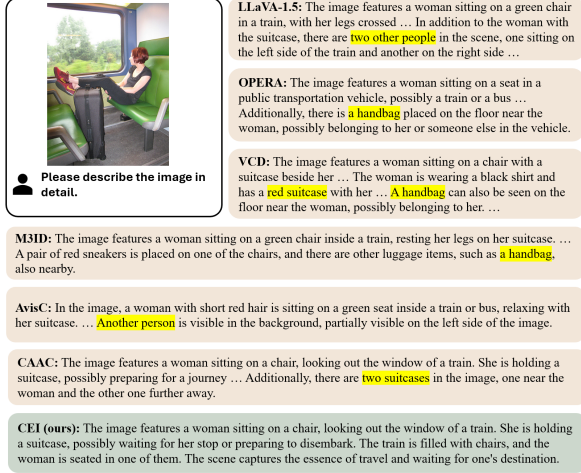 Please describe the image in
detail.
LLaVA-1.5: The image features a woman sitting on a green chair
in a train, with her legs crossed … In addition to the woman with
the suitcase, there are two other people in the scene, one sitting on
the left side of the train and another on the right side …
OPERA: The image features a woman sitting on a seat in a
public transportation vehicle, possibly a train or a bus …
Additionally, there is a handbag placed on the floor near the
woman, possibly belonging to her or someone else in the vehicle.
VCD: The image features a woman sitting on a chair with a
suitcase beside her … The woman is wearing a black shirt and
has a red suitcase with her … A handbag can also be seen on the
floor near the woman, possibly belonging to her. …
M3ID: The image features a woman sitting on a green chair inside a train, resting her legs on her suitcase. …
A pair of red sneakers is placed on one of the chairs, and there are other luggage items, such as a handbag,
also nearby.
AvisC: In the image, a woman with short red hair is sitting on a green seat inside a train or bus, relaxing with
her suitcase. … Another person is visible in the background, partially visible on the left side of the image.
CAAC: The image features a woman sitting on a chair, looking out the window of a train. She is holding a
suitcase, possibly preparing for a journey … Additionally, there are two suitcases in the image, one near the
woman and the other one further away.
CEI (ours): The image features a woman sitting on a chair, looking out the window of a train. She is holding
a suitcase, possibly waiting for her stop or preparing to disembark. The train is filled with chairs, and the
woman is seated in one of them. The scene captures the essence of travel and waiting for one's destination.